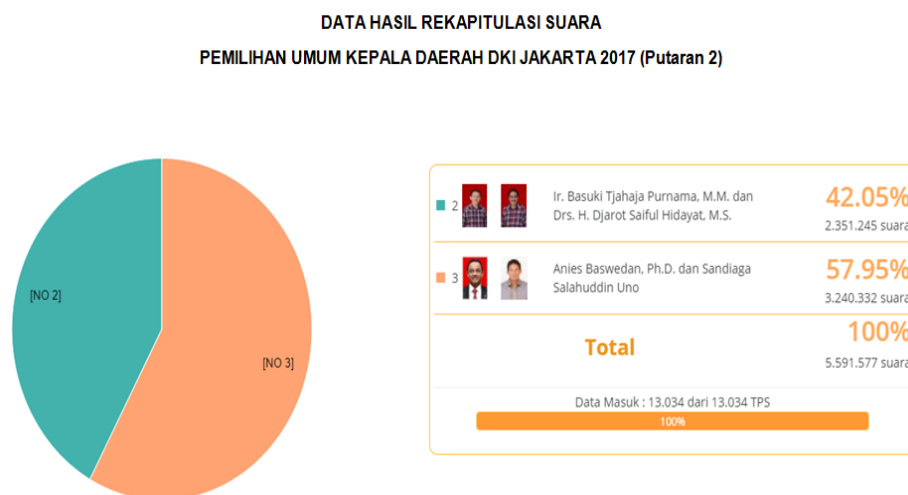 DATA HASIL REKAPITULASI SUARA
PEMILIHAN UMUM KEPALA DAERAH DKI JAKARTA 2017 (Putaran 2)
[NO 2]
[NO 3]
2
Ir. Basuki Tjahaja Purnama, M.M. dan
Drs. H. Djarot Saiful Hidayat, M.S.
42.05%
2.351.245 suara
3
Anies Baswedan, Ph.D. dan Sandiaga
Salahuddin Uno
57.95%
3.240.332 suara
Total
100%
5.591.577 suara
Data Masuk : 13.034 dari 13.034 TPS
100%